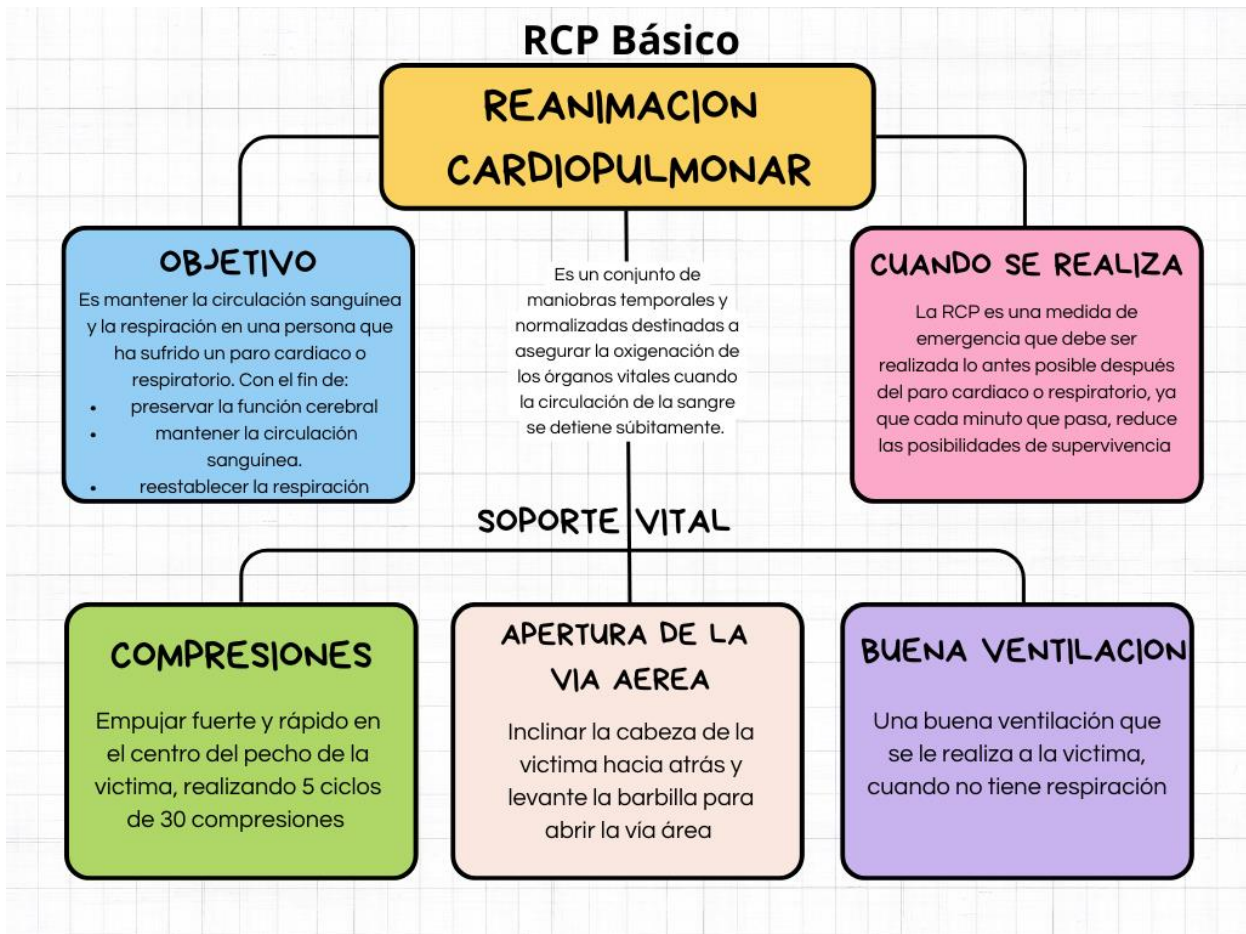 RCP Básico
REANIMACION
CARDIOPULMONAR
OBJETIVO
Es mantener la circulación sanguínea
y la respiración en una persona que
ha sufrido un paro cardiaco o
respiratorio. Con el fin de:
• preservar la función cerebral
• mantener la circulación
sanguínea.
• reestablecer la respiración
Es un conjunto de
maniobras temporales y
normalizadas destinadas a
asegurar la oxigenación de
los órganos vitales cuando
la circulación de la sangre
se detiene súbitamente.
CUANDO SE REALIZA
La RCP es una medida de
emergencia que debe ser
realizada lo antes posible después
del paro cardiaco o respiratorio, ya
que cada minuto que pasa, reduce
las posibilidades de supervivencia
SOPORTE VITAL
COMPRESIONES
Empujar fuerte y rápido en
el centro del pecho de la
victima, realizando 5 ciclos
de 30 compresiones
APERTURA DE LA
VIA AEREA
Inclinar la cabeza de la
victima hacia atrás y
levante la barbilla para
abrir la vía área
BUENA VENTILACION
Una buena ventilación que
se le realiza a la victima,
cuando no tiene respiración